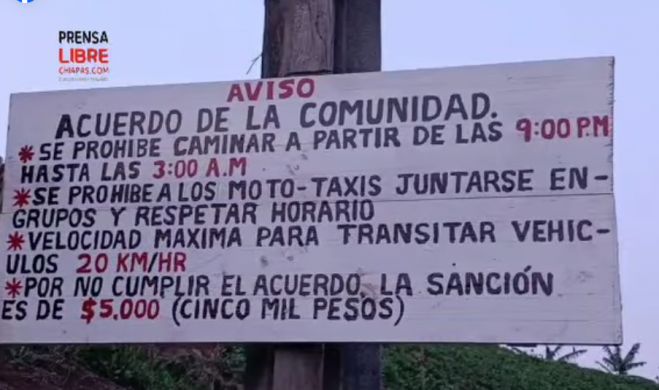 PRENSA
LIBRE
CHIAPAS.COM
AVISO
ACUERDO DE LA COMUNIDAD.
*SE PROHIBE CAMINAR A PARTIR DE LAS 9:00 P.M
HASTA LAS 3:00 A.M
*SE PROHIBE A LOS MOTO-TAXIS JUNTARSE EN-
GRUPOS Y RESPETAR HORARIO
*VELOCIDAD MAXIMA PARA TRANSITAR VEHIC-
ULOS 20 KM/HR
*POR NO CUMPLIR EL ACUERDO, LA SANCIÓN
ES DE $5,000 (CINCO MIL PESOS)